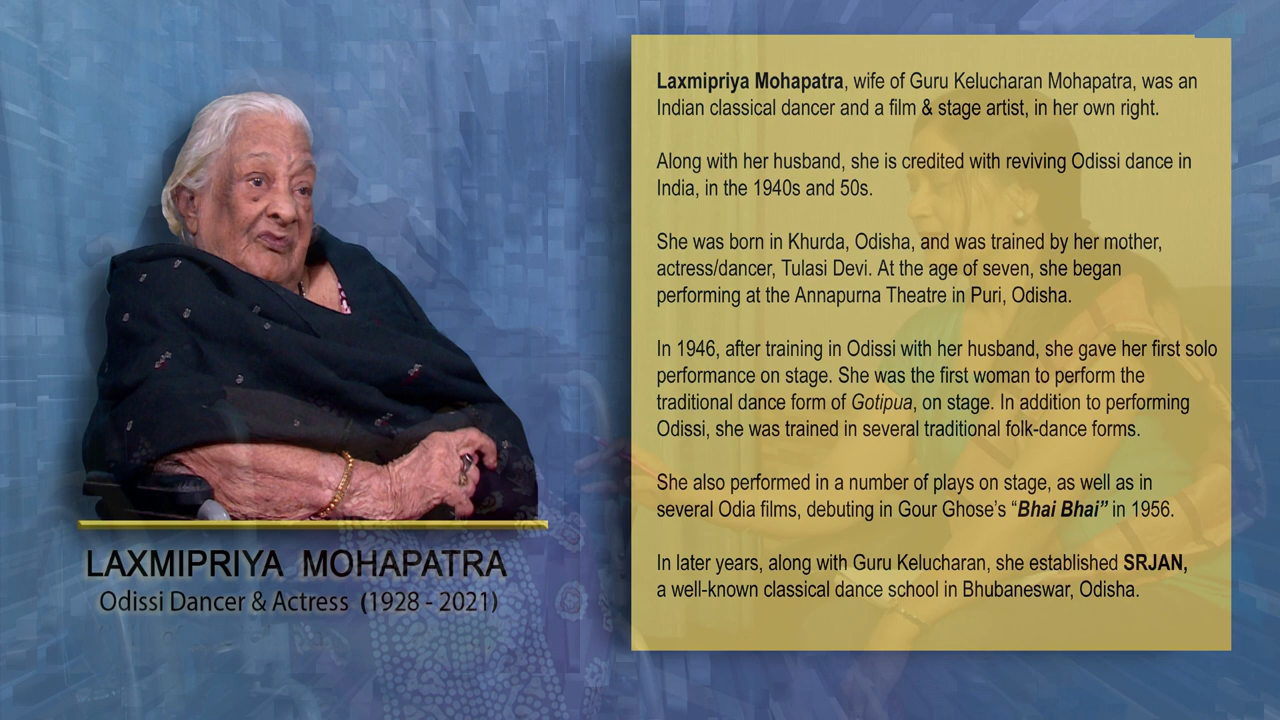 LAXMIPRIYA MOHAPATRA
Odissi Dancer & Actress (1928 - 2021)
Laxmipriya Mohapatra, wife of Guru Kelucharan Mohapatra, was an
Indian classical dancer and a film & stage artist, in her own right.
Along with her husband, she is credited with reviving Odissi dance in
India, in the 1940s and 50s.
She was born in Khurda, Odisha, and was trained by her mother,
actress/dancer, Tulasi Devi. At the age of seven, she began
performing at the Annapurna Theatre in Puri, Odisha.
In 1946, after training in Odissi with her husband, she gave her first solo
performance on stage. She was the first woman to perform the
traditional dance form of Gotipua, on stage. In addition to performing
Odissi, she was trained in several traditional folk-dance forms.
She also performed in a number of plays on stage, as well as in
several Odia films, debuting in Gour Ghose's “Bhai Bhai” in 1956.
In later years, along with Guru Kelucharan, she established SRJAN,
a well-known classical dance school in Bhubaneswar, Odisha.